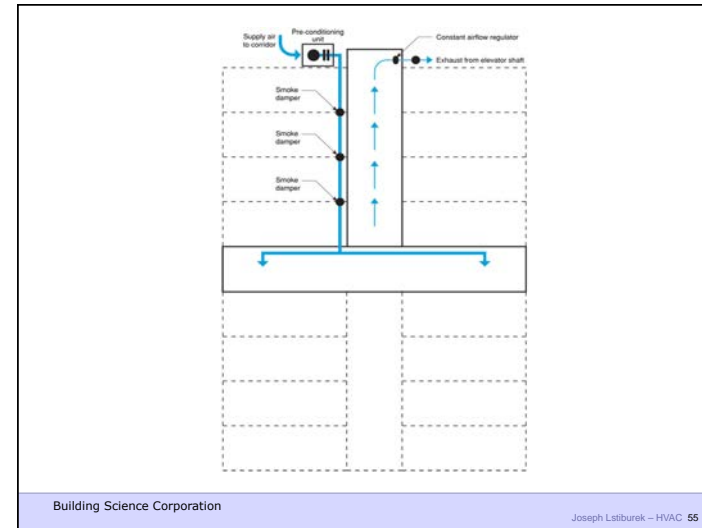 Supply air
to corridor
Pre-conditioning
unit
Constant airflow regulator
Exhaust from elevator shaft
Smoke
damper
Smoke
damper
Smoke
damper
Building Science Corporation
Joseph Lstiburek – HVAC 55